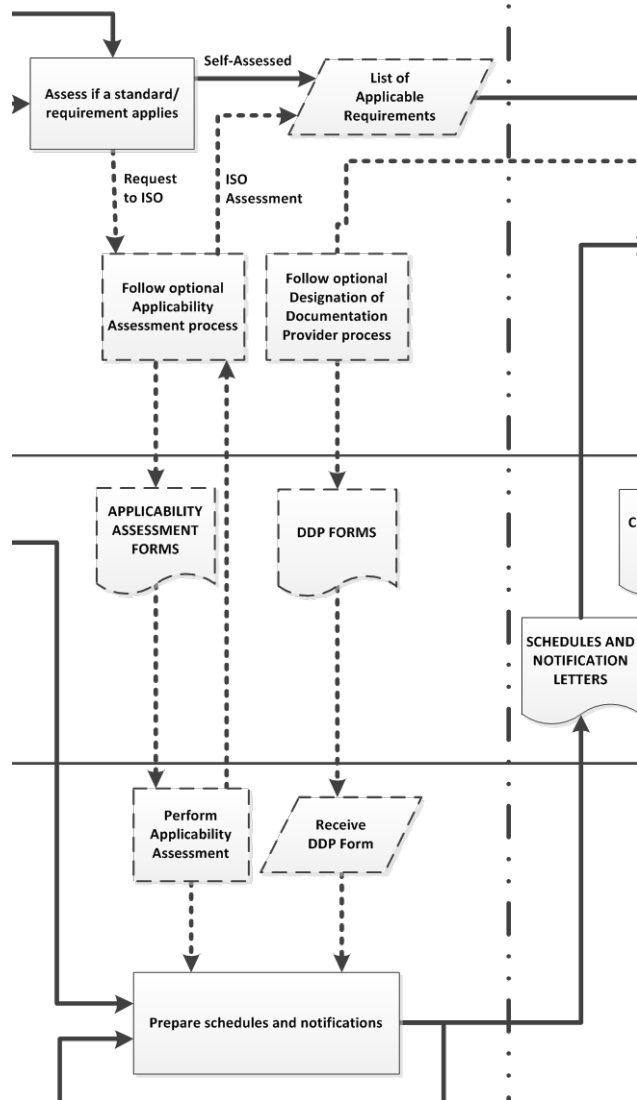 Self-Assessed
Assess if a standard/
requirement applies
List of
Applicable
Requirements
Request
to ISO
ISO
Assessment
Follow optional
Applicability
Assessment process
Follow optional
Designation of
Documentation
Provider process
APPLICABILITY
ASSESSMENT
FORMS
DDP FORMS
C
SCHEDULES AND
NOTIFICATION
LETTERS
Perform
Applicability
Assessment
Receive
DDP Form
Prepare schedules and notifications